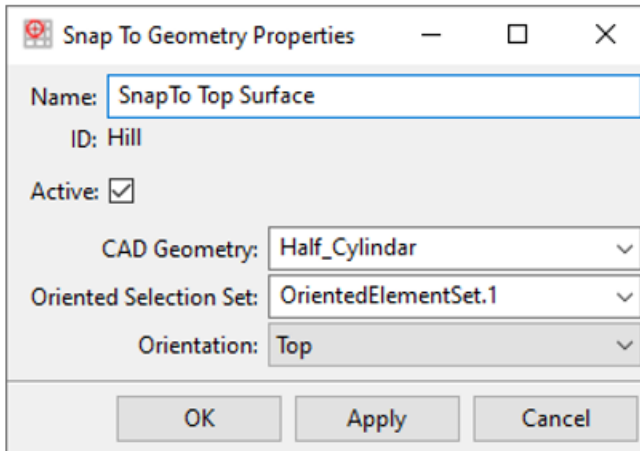 Snap To Geometry Properties
Name: SnapTo Top Surface
ID: Hill
Active:
CAD Geometry: Half_Cylindar
Oriented Selection Set: OrientedElementSet.1
Orientation: Top
OK Apply Cancel